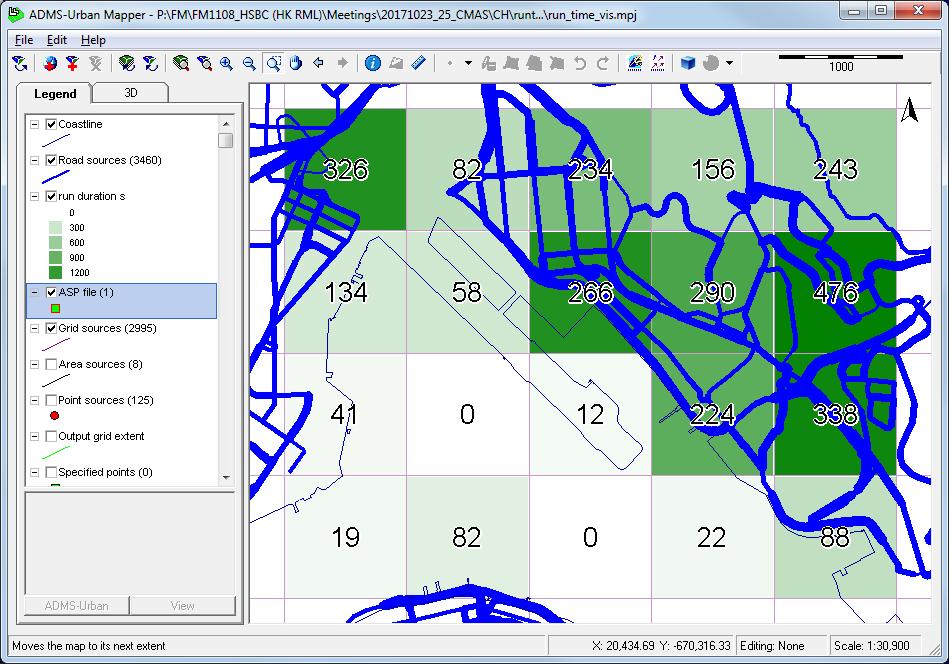 ADMS-Urban Mapper - P:\FM\FM1108_HSBC (HK RML)\Meetings\20171023_25_CMAS\CH\runt...\run_time_vis.mpj
File Edit Help
1000
Legend
3D
Coastline
Road sources (3460)
run duration s
0
300
600
900
1200
ASP file (1)
Grid sources (2995)
Area sources (8)
Point sources (125)
Output grid extent
Specified points (0)
326 82 234 156 243
134 58 266 290 476
41 0 12 224 338
19 82 0 22 88
ADMS-Urban
View
Moves the map to its next extent
X: 20,434.69 Y: -670,316.33
Editing: None
Scale: 1:30,900